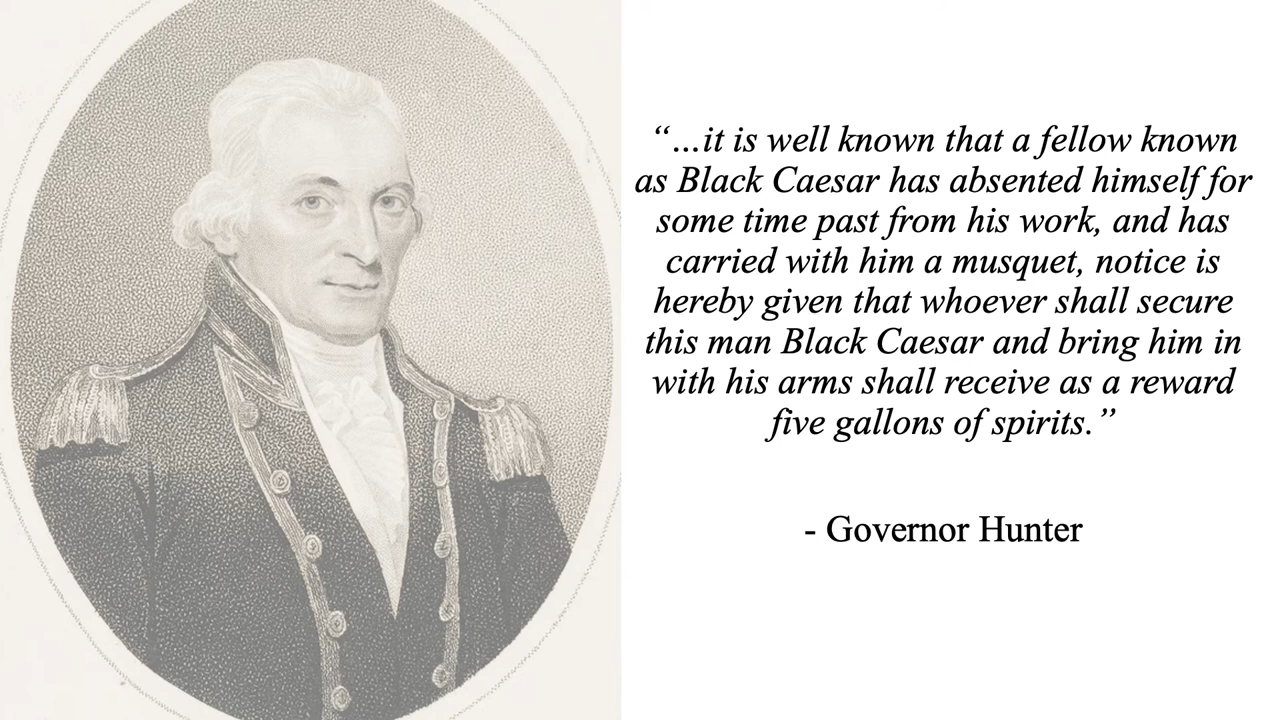 “…it is well known that a fellow known
as Black Caesar has absented himself for
some time past from his work, and has
carried with him a musquet, notice is
hereby given that whoever shall secure
this man Black Caesar and bring him in
with his arms shall receive as a reward
five gallons of spirits.”
- Governor Hunter